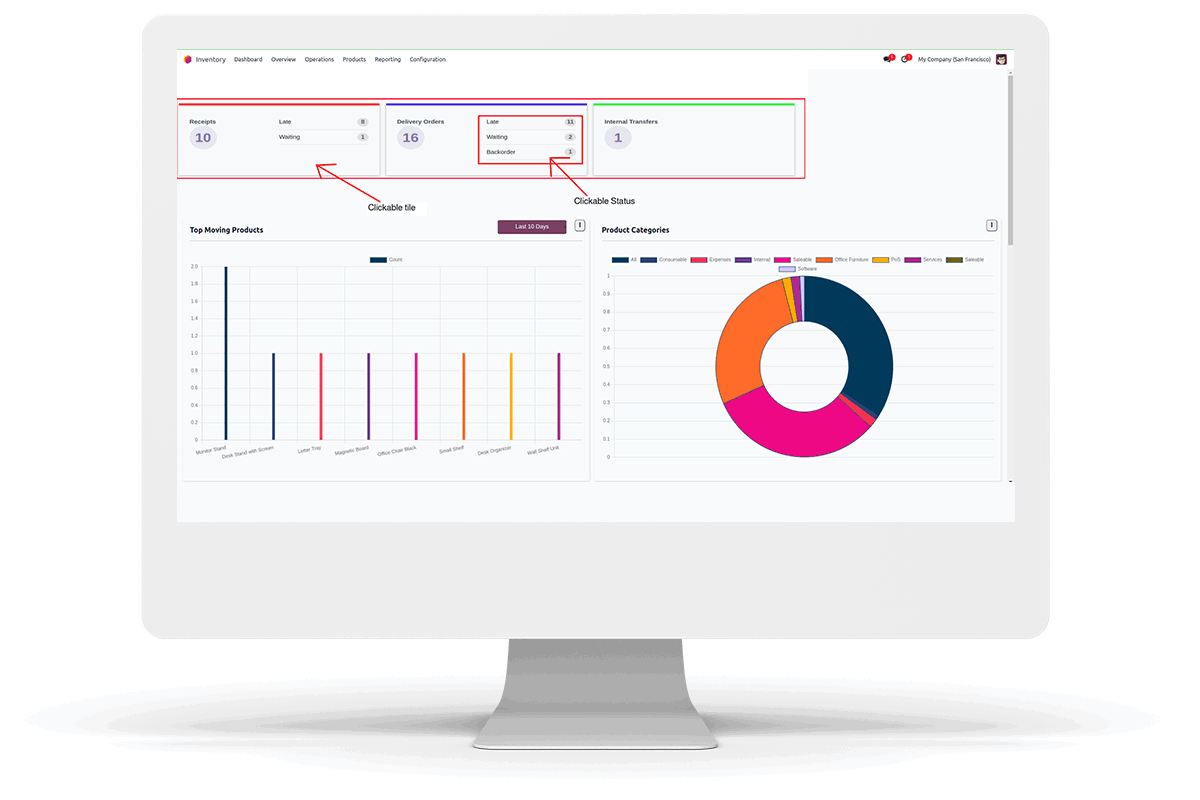 Inventory Dashboard Overview Operations Products Reporting Configuration My Company (San Francisco)
Receipts
10
Late 8
Waiting 1
Delivery Orders
16
Late 11
Waiting 2
Backorder 1
Internal Transfers
1
Clickable tile
Clickable Status
Top Moving Products
Last 10 Days
Count
2.0
1.8
1.6
1.4
1.2
1.0
0.8
0.6
0.4
0.2
0
Monitor Stand Desk Stand with Screen Letter Tray Magnetic Board Office Chair Black Small Shelf Desk Organizer Wall Shelf Unit
Product Categories
All Consumable Expenses Internal Saleable Office Furniture PoS Services Saleable
Software
1
0.9
0.8
0.7
0.6
0.5
0.4
0.3
0.2
0.1
0